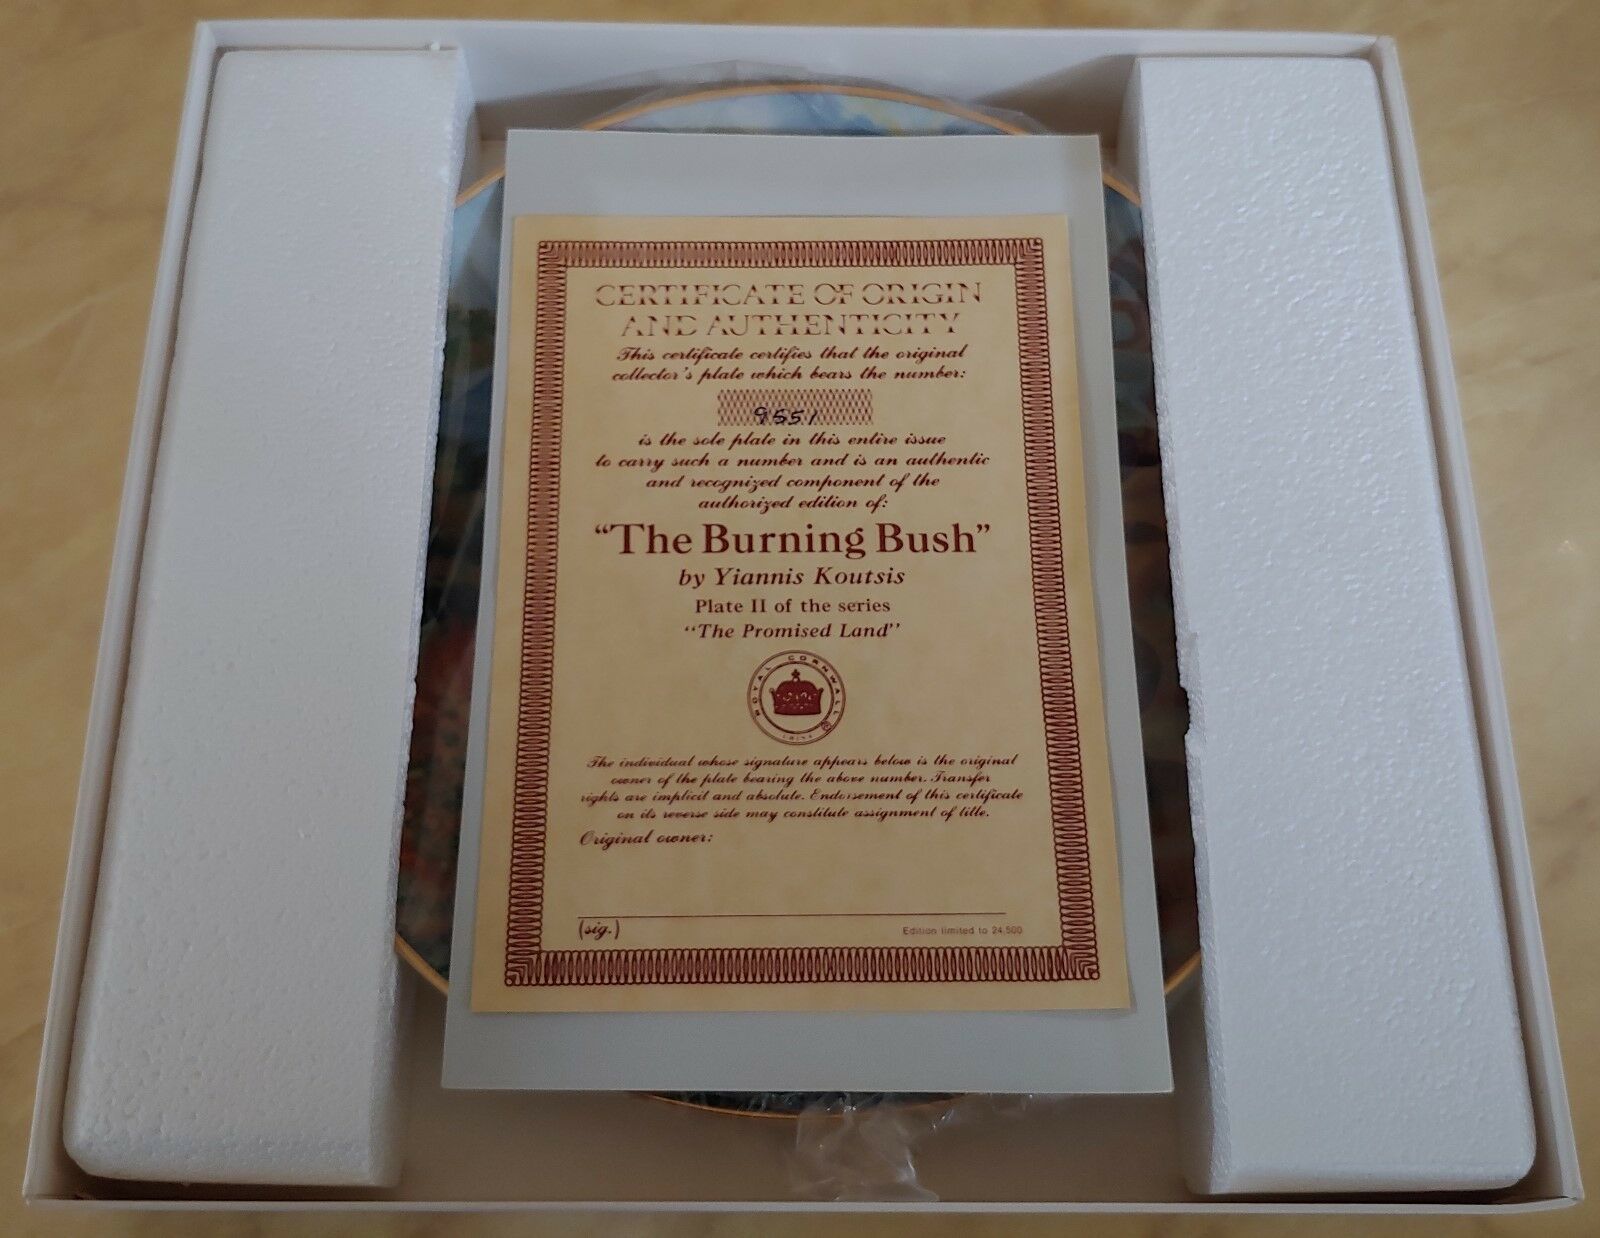 CERTIFICATE OF ORIGIN
AND AUTHENTICITY
This certificate certifies that the original
collector's plate which bears the number:
9551
is the sole plate in this entire issue
to carry such a number and is an authentic
and recognized component of the
authorized edition of:
“The Burning Bush”
by Yiannis Koutsis
Plate II of the series
“The Promised Land”
ROYAL CORNWALL ®
CHINA
The individual whose signature appears below is the original
owner of the plate bearing the above number. Transfer
rights are implicit and absolute. Endorsement of this certificate
on its reverse side may constitute assignment of title.
Original owner:
(sig.)
Edition limited to 24,500